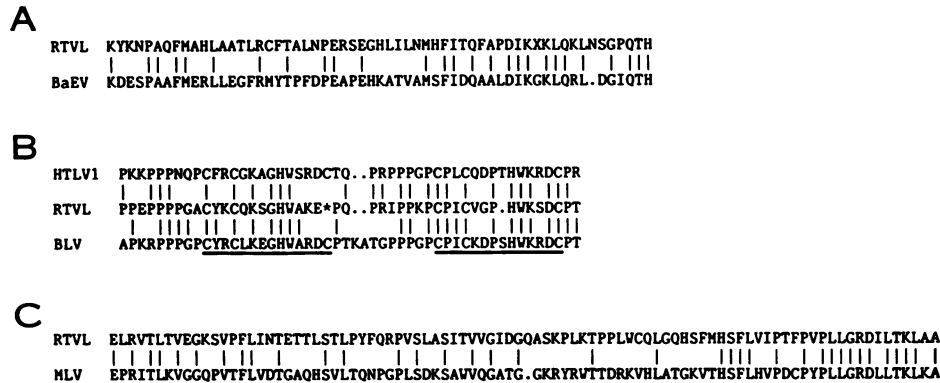 A
RTVL KYKNPAQFMAHLAATLRCFTALNPERSEGHLILNMHFITQFAPDIKXKLQKLNSGPQTH
BaEV KDESPAAFMERLLEGFRMYTPFDPEAPEHKATVAMSFIDQAALDIKGKLQRL.DGIQTH
B
HTLV1 PKKPPPNQPCFRCGKAGHWSRDCTQ..PRPPPGPCPLCQDPTHWKRDCPR
RTVL PPEPPPPGACYKCQKSGHWAKE*PQ..PRIPPKPCPICVGP.HWKSDCPT
BLV APKRPPPGPCYRCLKEGHWARDCPTKATGPPPGPCPICKDPSHWKRDCPT
C
RTVL ELRVTLTVEGKSVPFLINTETTLSTLPYFQRPVSLASITVVGIDGQASKPLKTPPLWCQLGQHSFMHSFLVIPTFPVPLLGRDILTKLAA
MLV EPRITLKVGGQPVTFLVDTGAQHSVLTQNPGPLSDKSAWVQGATG.GKRYRWTTDRKVHLATGKVTHSFLHVPDCPYPLLGRDLLTKLKA